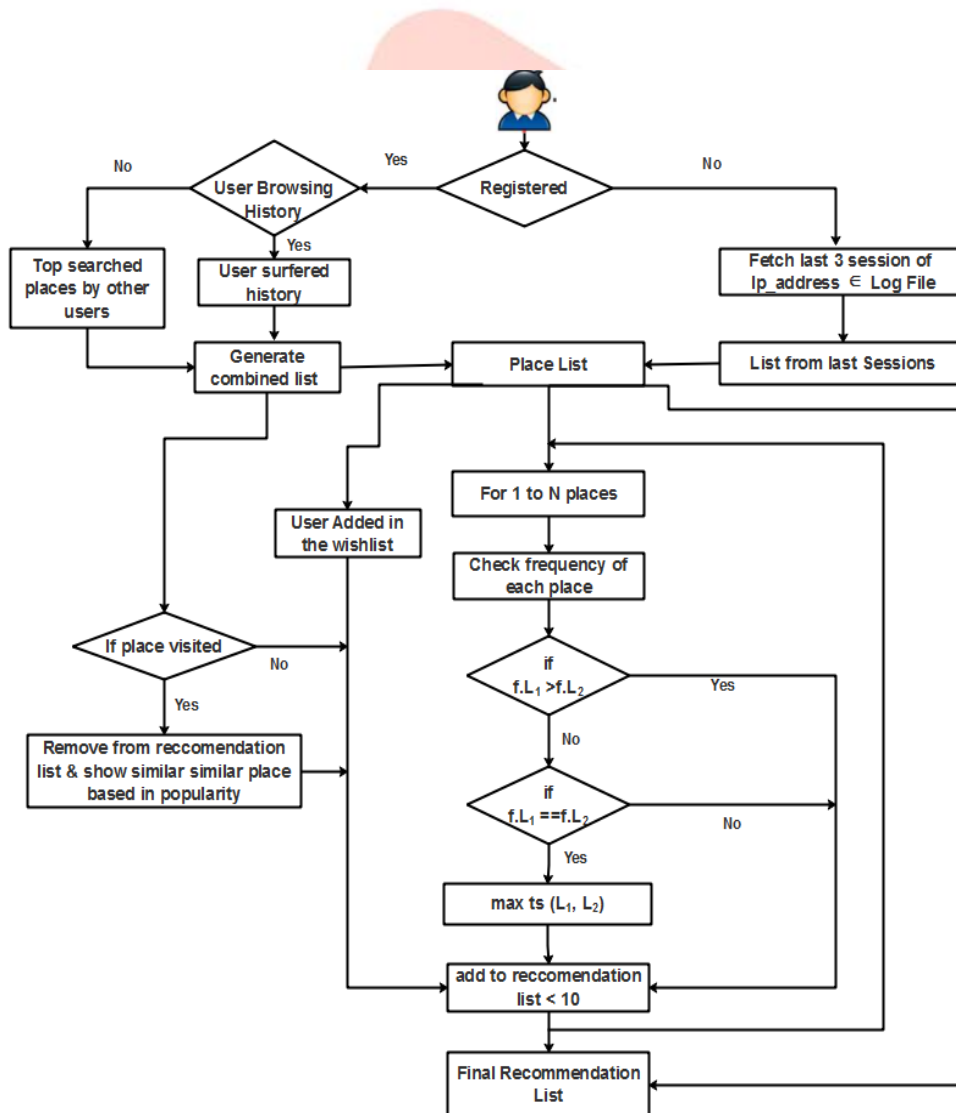 No
Yes
No
User Browsing
History
Registered
Yes
Top searched
places by other
users
User surfered
history
Fetch last 3 session of
Ip_address ∈ Log File
Generate
combined list
Place List
List from last Sessions
For 1 to N places
User Added in
the wishlist
Check frequency of
each place
If place visited
No
if
f.L₁ >f.L₂
Yes
Yes
No
Remove from reccomendation
list & show similar similar place
based in popularity
if
f.L₁ ==f.L₂
No
Yes
max ts (L₁, L₂)
add to reccomendation
list < 10
Final Recommendation
List